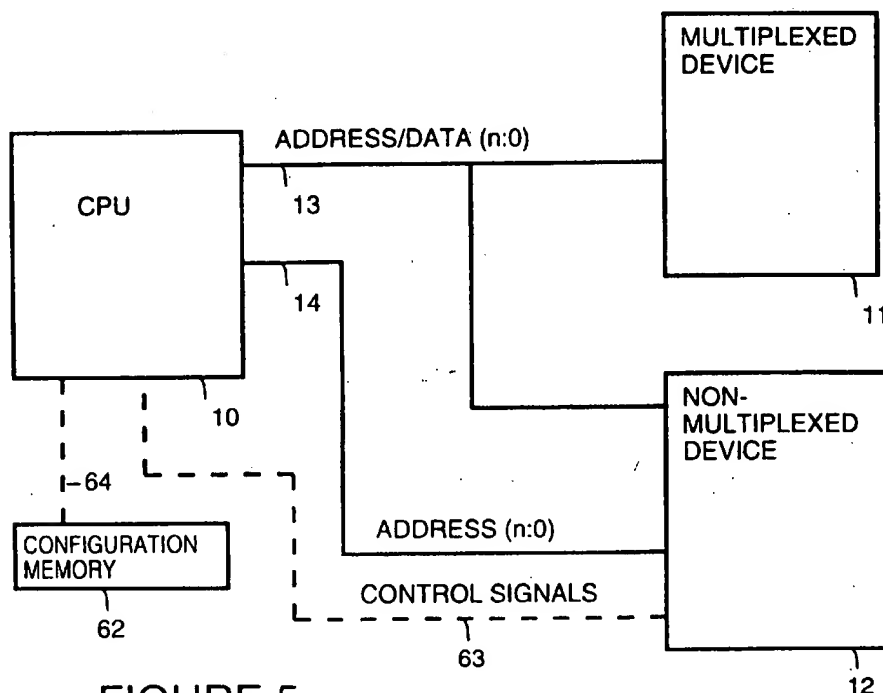 MULTIPLEXED
DEVICE
ADDRESS/DATA (n:0)
CPU
13
14
11
10
NON-
MULTIPLEXED
DEVICE
64
ADDRESS (n:0)
CONFIGURATION
MEMORY
CONTROL SIGNALS
62
63
12
FIGURE 5